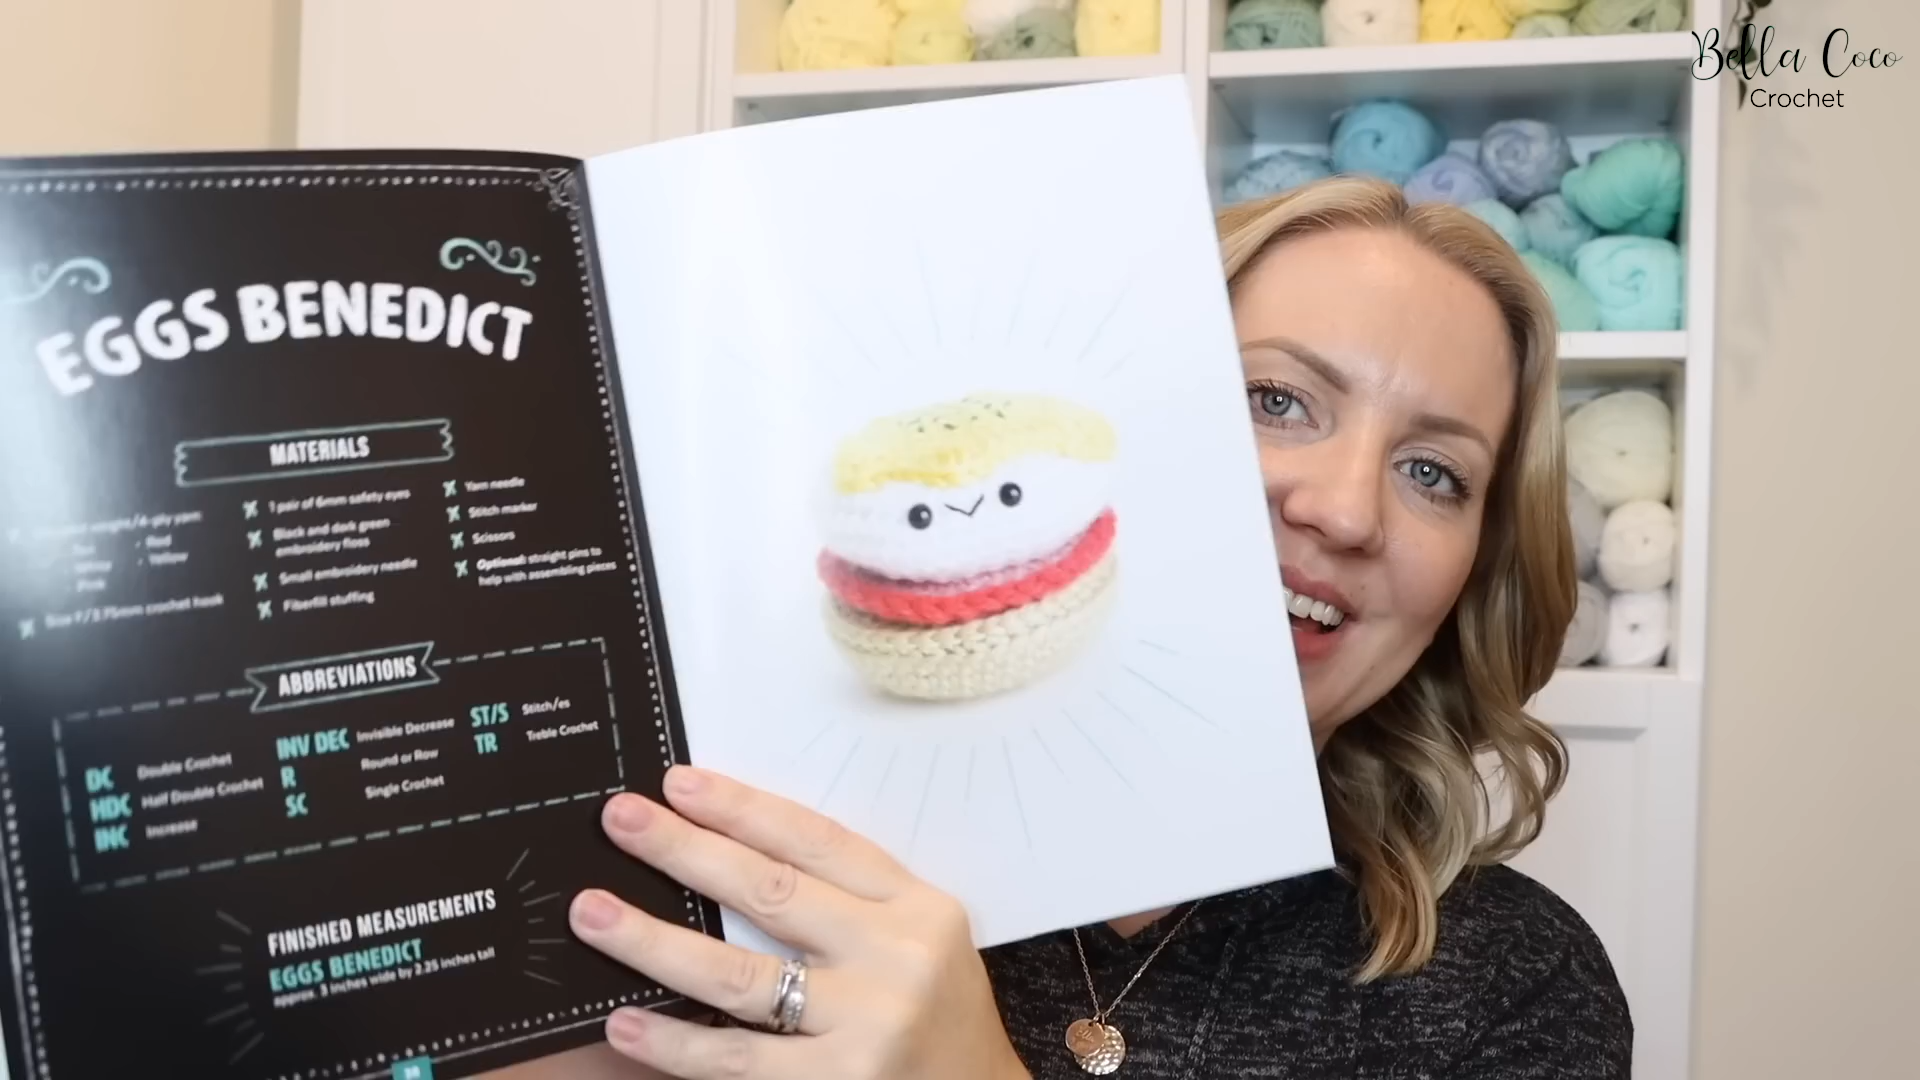 Bella Coco
Crochet
EGGS BENEDICT
MATERIALS
weight/4-ply yarn
Tan
White
Pink
Red
Yellow
Size F/3.75mm crochet hook
1 pair of 6mm safety eyes
Black and dark green
embroidery floss
Small embroidery needle
Fiberfill stuffing
Yarn needle
Stitch marker
Scissors
Optional: straight pins to
help with assembling pieces
ABBREVIATIONS
DC Double Crochet
HDC Half Double Crochet
INC Increase
INV DEC Invisible Decrease
R Round or Row
SC Single Crochet
ST/S Stitch/es
TR Treble Crochet
FINISHED MEASUREMENTS
EGGS BENEDICT
approx. 3 inches wide by 2.25 inches tall